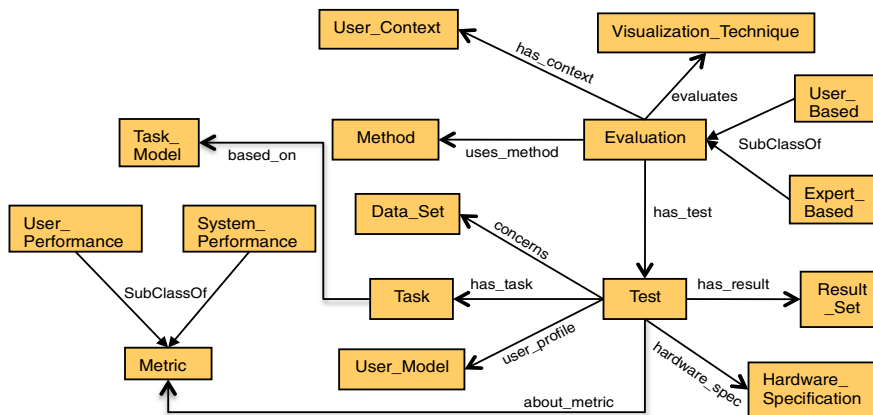 User_Context
Visualization_Technique
has_context
evaluates
User_
Based
Task_
Model
based_on
Method
uses_method
Evaluation
SubClassOf
Expert_
Based
User_
Performance
System_
Performance
Data_Set
has_test
concerns
SubClassOf
Task
has_task
Test
has_result
Result
_Set
user_profile
hardware_spec
Metric
User_Model
about_metric
Hardware_
Specification